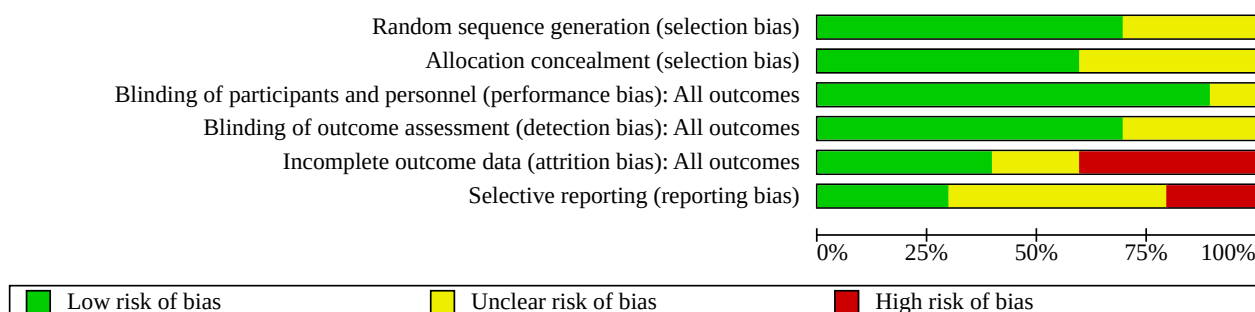 Random sequence generation (selection bias)
Allocation concealment (selection bias)
Blinding of participants and personnel (performance bias): All outcomes
Blinding of outcome assessment (detection bias): All outcomes
Incomplete outcome data (attrition bias): All outcomes
Selective reporting (reporting bias)
0% 25% 50% 75% 100%
Low risk of bias Unclear risk of bias High risk of bias